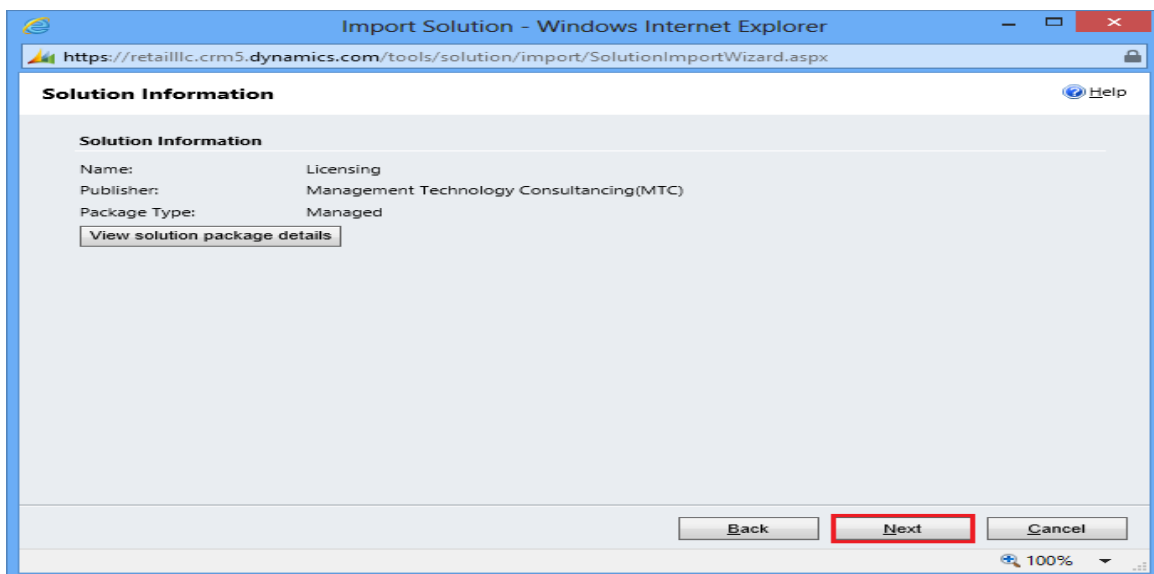 Import Solution - Windows Internet Explorer
https://retailllc.crm5.dynamics.com/tools/solution/import/SolutionImportWizard.aspx
Solution Information
Help
Solution Information
Name: Licensing
Publisher: Management Technology Consultancing(MTC)
Package Type: Managed
View solution package details
Back Next Cancel
100%